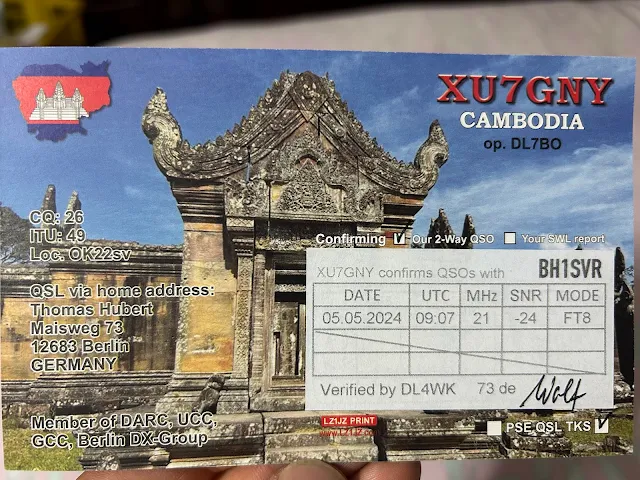 XU7GNY
CAMBODIA
op. DL7BO
CQ: 26
ITU: 49
Loc. OK22sv
QSL via home address:
Thomas Hubert
Maisweg 73
12683 Berlin
GERMANY
Member of DARC, UCC,
GCC, Berlin DX-Group
Confirming Our 2-Way QSO Your SWL report
XU7GNY confirms QSOs with BH1SVR
DATE UTC MHz SNR MODE
05.05.2024 09:07 21 -24 FT8
Verified by DL4WK 73 de Wolf
LZ1JZ PRINT
PSE QSL TKS